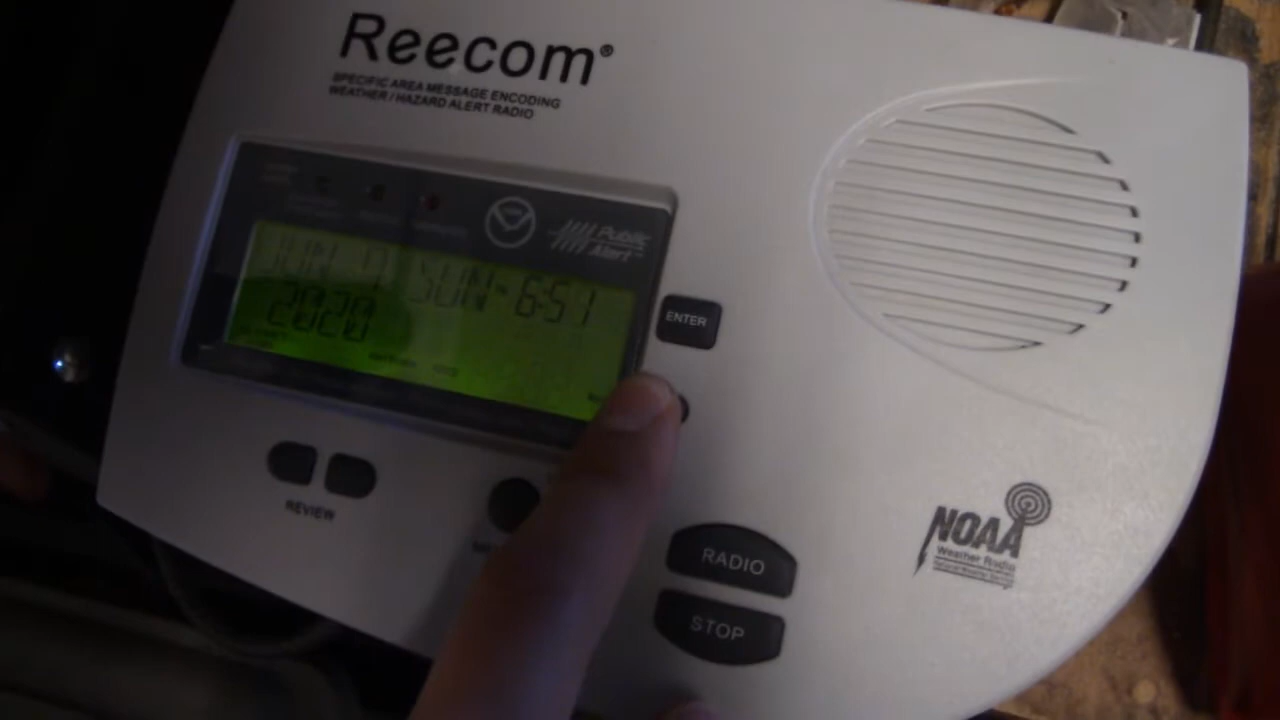 Reecom®
SPECIFIC AREA MESSAGE ENCODING
WEATHER / HAZARD ALERT RADIO
Public
Alert™
SUN 6:51
2020
ENTER
REVIEW
RADIO
STOP
NOAA
Weather Radio